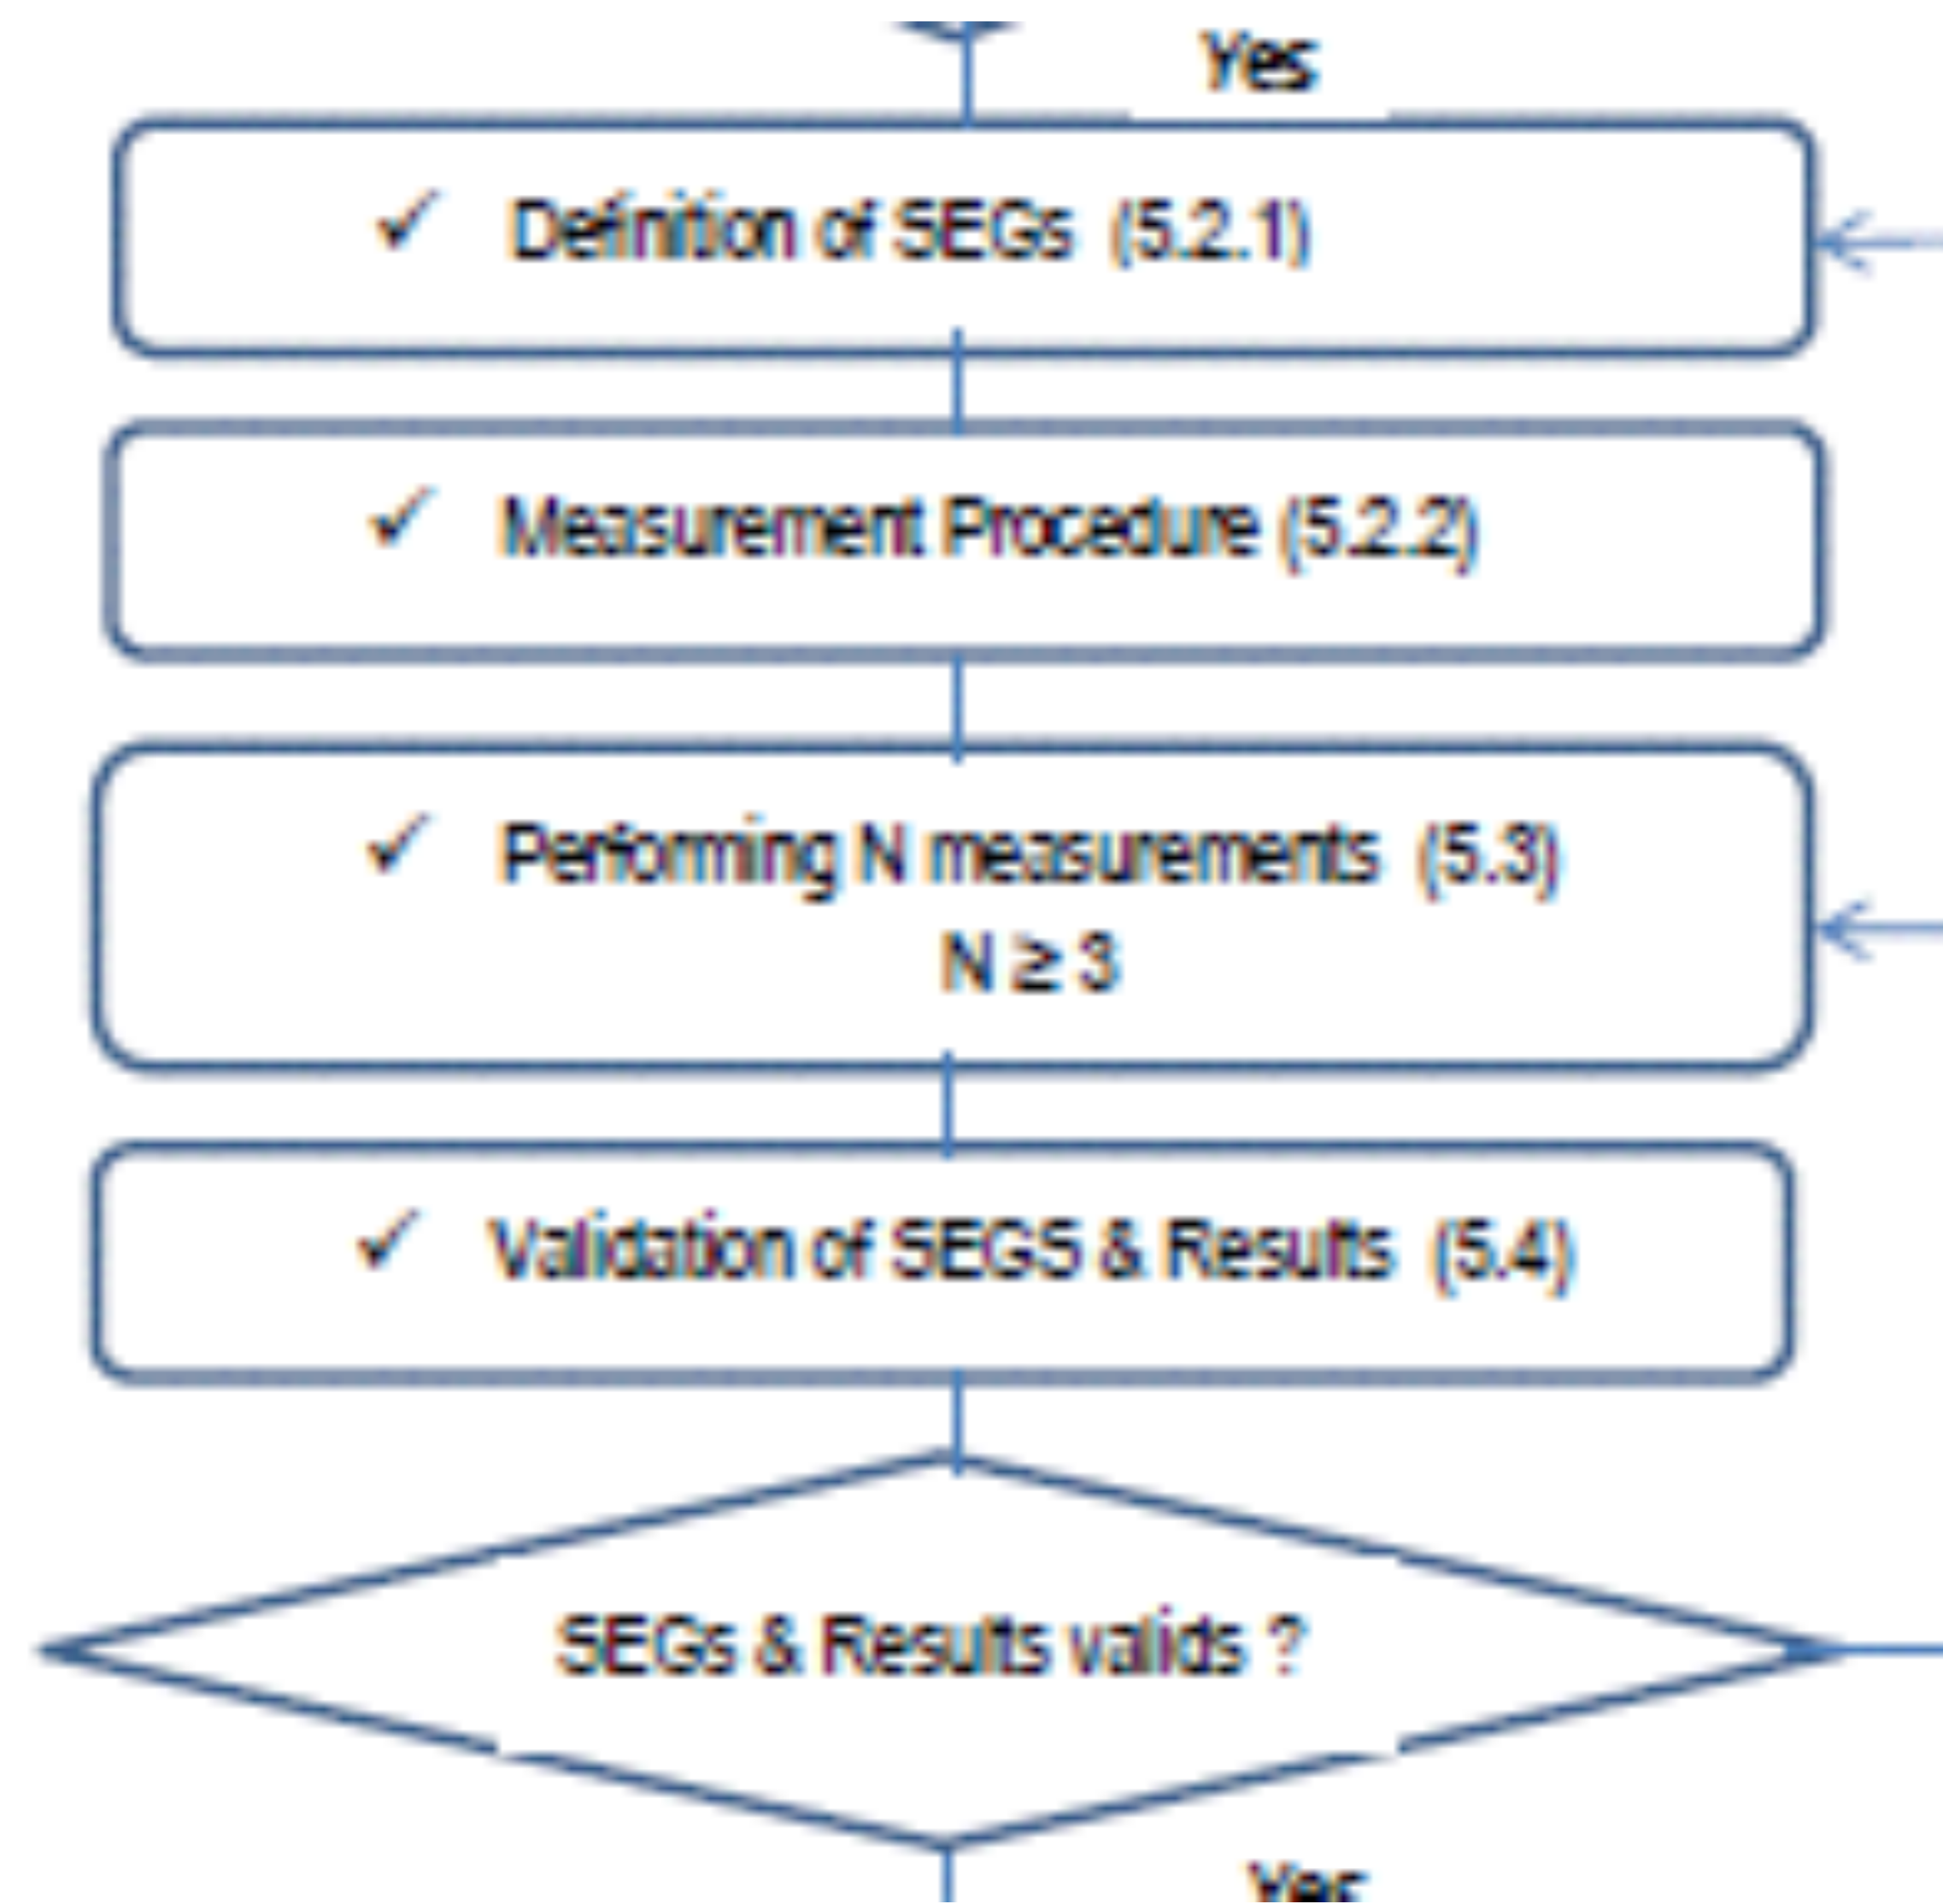 Yes
✓ Definition of SEGs (5.2.1)
✓ Measurement Procedure (5.2.2)
✓ Performing N measurements (5.3)
N ≥ 3
✓ Validation of SEGS & Results (5.4)
SEGs & Results valids ?
Yes